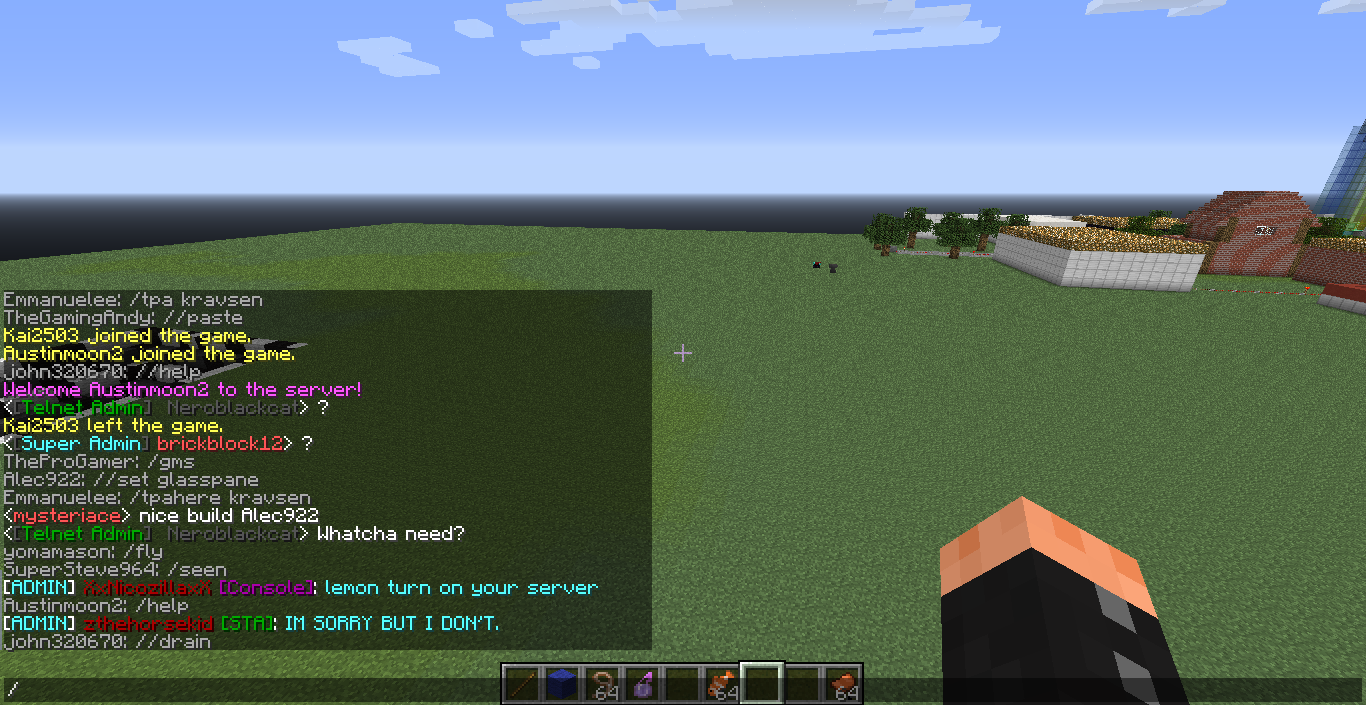 Emmanuelee: /tpa kravsen
TheGamingAndy: //paste
Kai2503 joined the game.
Austinmoon2 joined the game.
john320670: //help
Welcome Austinmoon2 to the server!
<[Telnet Admin] Neroblackcat> ?
Kai2503 left the game.
<[Super Admin] brickblock12> ?
TheProGamer: /gms
Alec922: //set glasspane
Emmanuelee: /tpahere kravsen
<mysteriace> nice build Alec922
<[Telnet Admin] Neroblackcat> Whatcha need?
yomamason: /fly
SuperSteve964: /seen
[ADMIN] XxNicozillaxX [Console]: lemon turn on your server
Austinmoon2: /help
[ADMIN] zthehorsekid [STA]: IM SORRY BUT I DON'T.
john320670: //drain
64 64 64
/